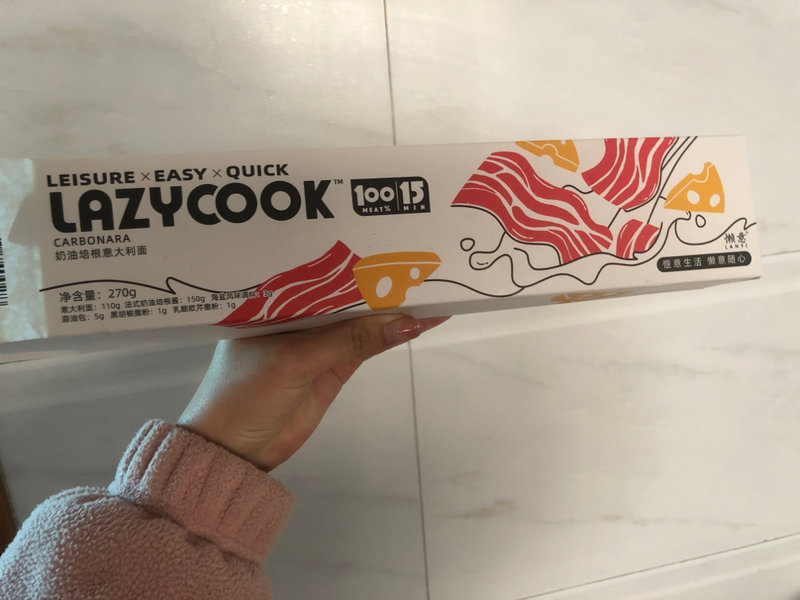 LEISURE × EASY × QUICK
LAZYCOOK™
100 MEAT% | 15 MIN
CARBONARA
奶油培根意大利面
净含量：270g
意大利面：110g 法式奶油培根酱：150g 海盐风味调料：3g
蒜油包：5g 黑胡椒撒粉：1g 乳酪欧芹撒粉：1g
懒意
LANYI
恒意生活 懒意随心